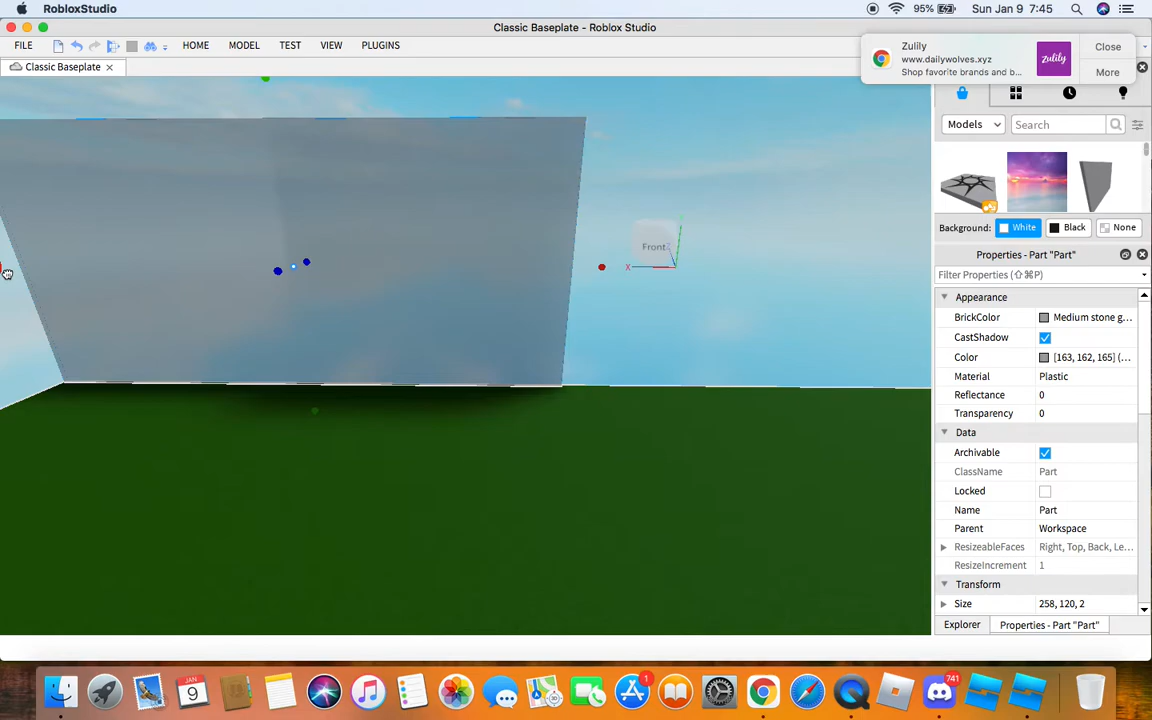 RobloxStudio
95%
Sun Jan 9 7:45
Classic Baseplate - Roblox Studio
FILE
HOME
MODEL
TEST
VIEW
PLUGINS
Zulily
www.dailywolves.xyz
Shop favorite brands and b...
zulily
Close
More
Classic Baseplate
Models
Search
Background:
White
Black
None
Front
X
Properties - Part "Part"
Filter Properties (⇧⌘P)
Appearance
BrickColor
Medium stone g...
CastShadow
Color
[163, 162, 165] (...
Material
Plastic
Reflectance
0
Transparency
0
Data
Archivable
ClassName
Part
Locked
Name
Part
Parent
Workspace
ResizeableFaces
Right, Top, Back, Le...
ResizeIncrement
1
Transform
Size
258, 120, 2
Explorer
Properties - Part "Part"
JAN
9
1
741